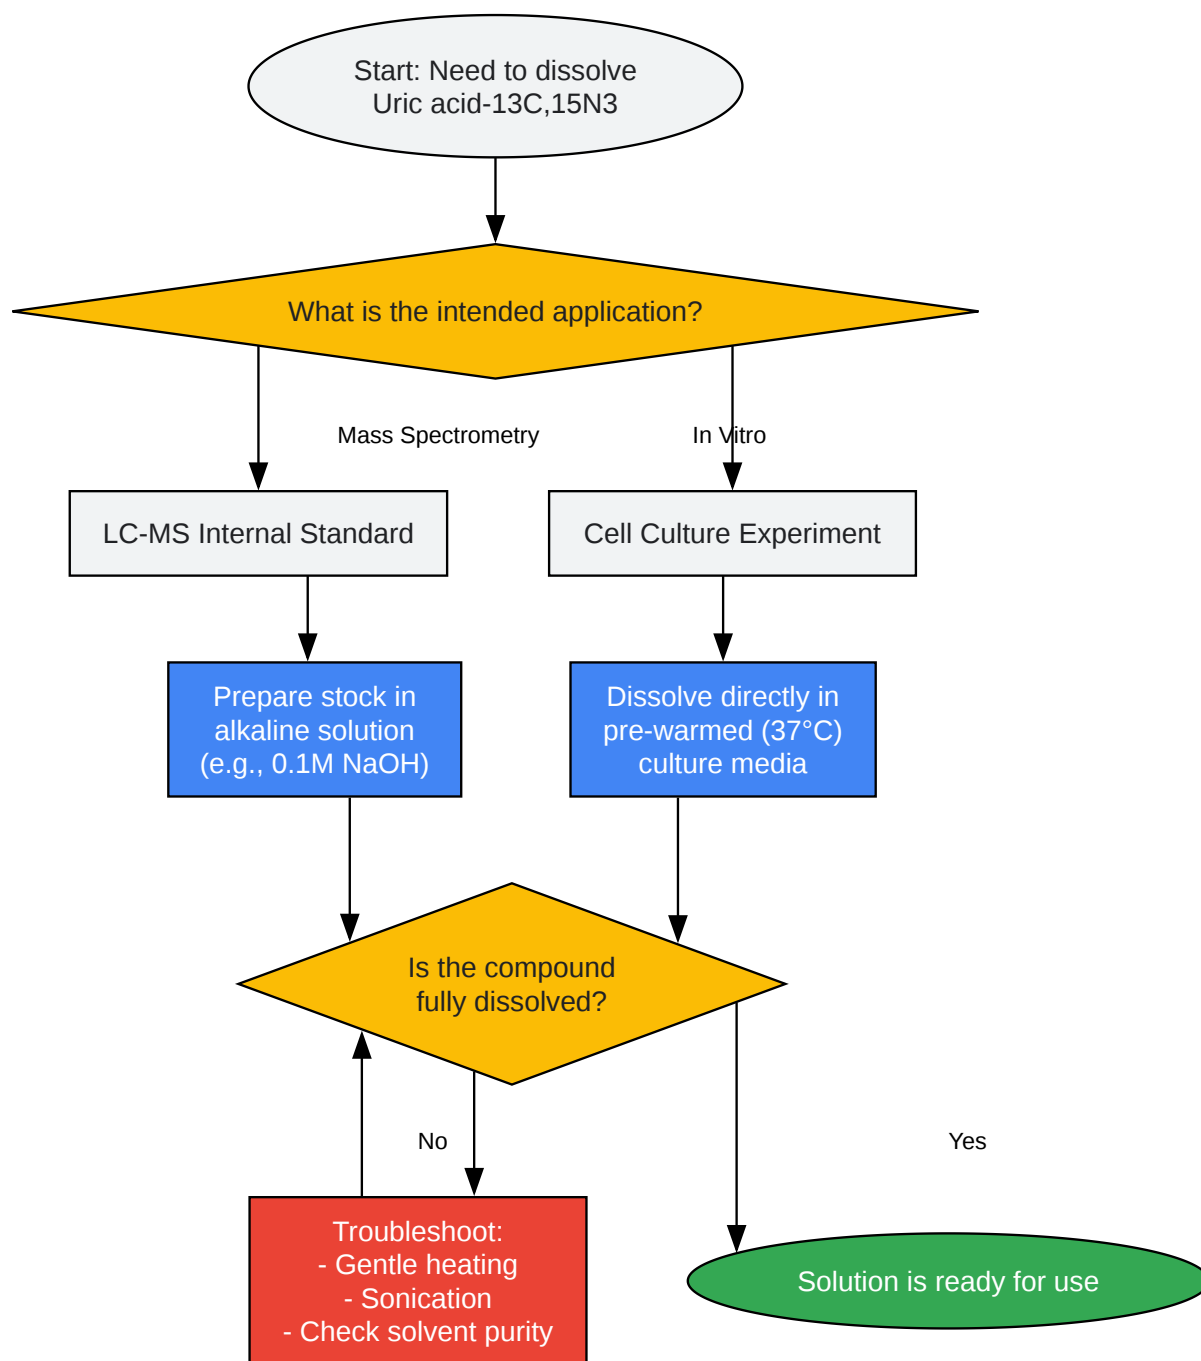 Start: Need to dissolve
Uric acid-13C,15N3
What is the intended application?
Mass Spectrometry
In Vitro
LC-MS Internal Standard
Cell Culture Experiment
Prepare stock in
alkaline solution
(e.g., 0.1M NaOH)
Dissolve directly in
pre-warmed (37°C)
culture media
Is the compound
fully dissolved?
No
Yes
Troubleshoot:
- Gentle heating
- Sonication
- Check solvent purity
Solution is ready for use